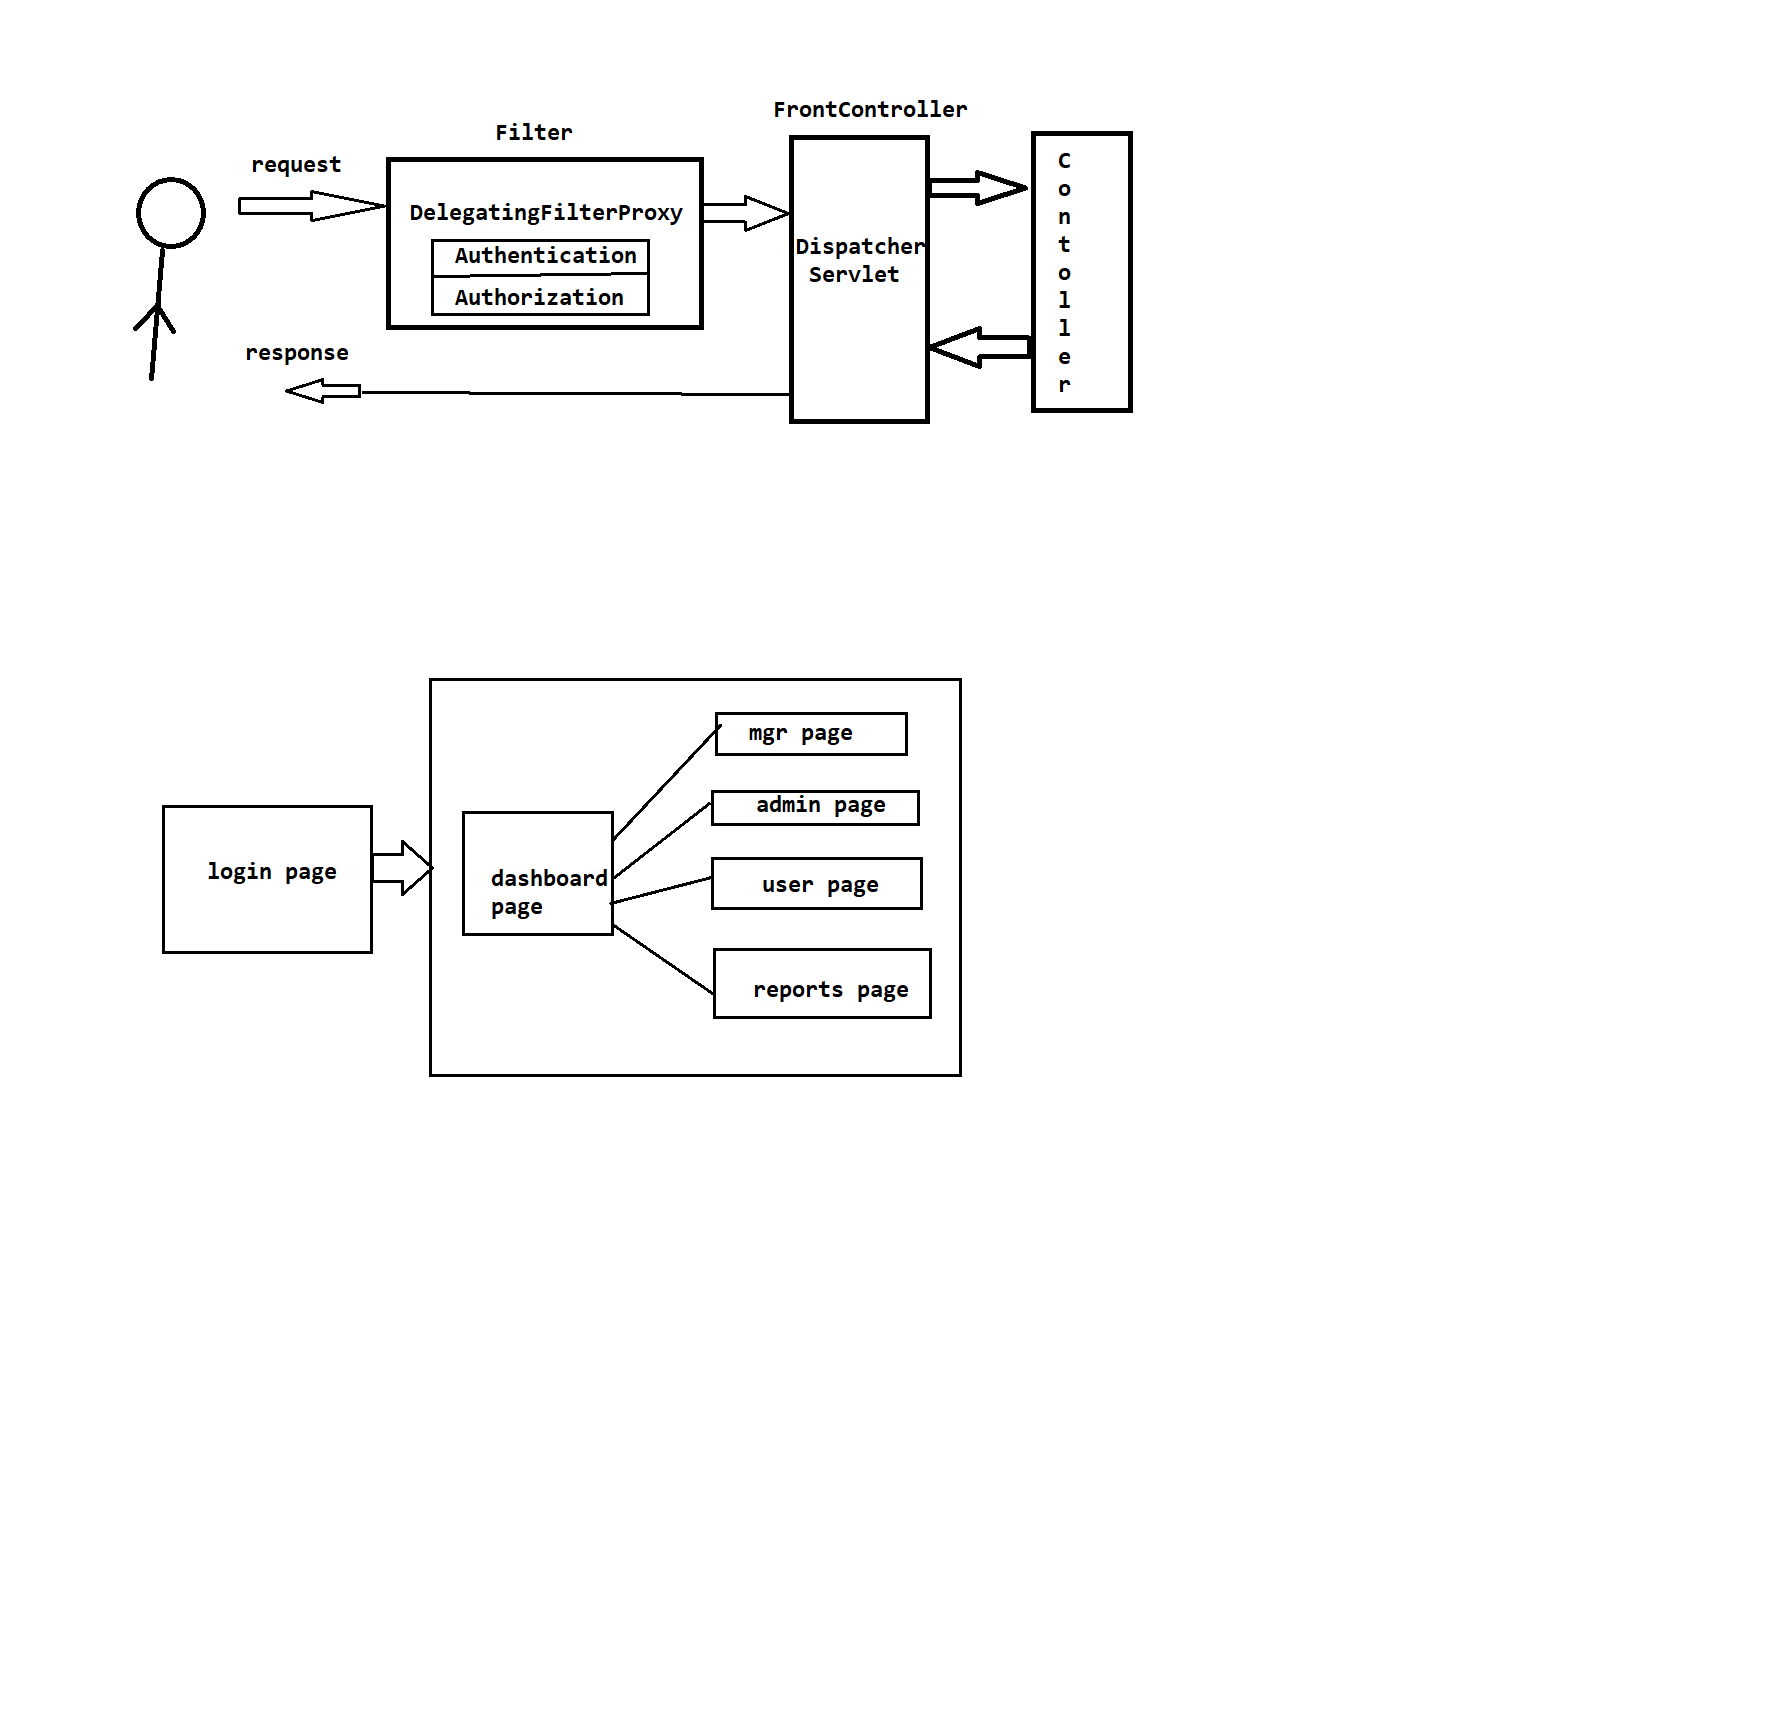 FrontController
Filter
request
DelegatingFilterProxy
Authentication
Authorization
Dispatcher
Servlet
C
o
n
t
o
l
l
e
r
response
mgr page
admin page
login page
dashboard
page
user page
reports page